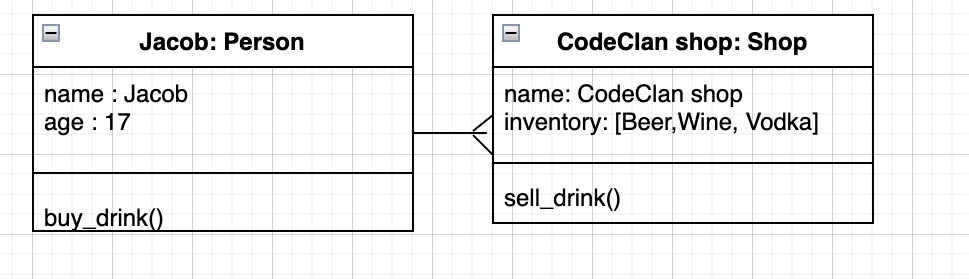 Jacob: Person
name : Jacob
age : 17
buy_drink()
CodeClan shop: Shop
name: CodeClan shop
inventory: [Beer,Wine, Vodka]
sell_drink()